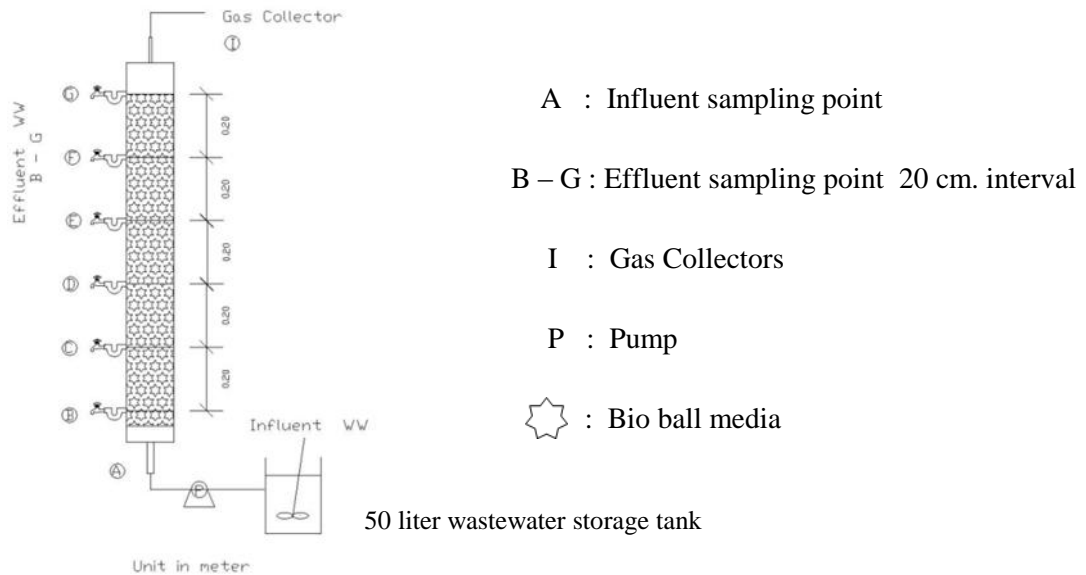 Gas Collector
I
G
F
E
D
C
B
A
Effluent WW
B - G
0.20
0.20
0.20
0.20
0.20
Influent WW
P
50 liter wastewater storage tank
Unit in meter
A : Influent sampling point
B – G : Effluent sampling point 20 cm. interval
I : Gas Collectors
P : Pump
: Bio ball media